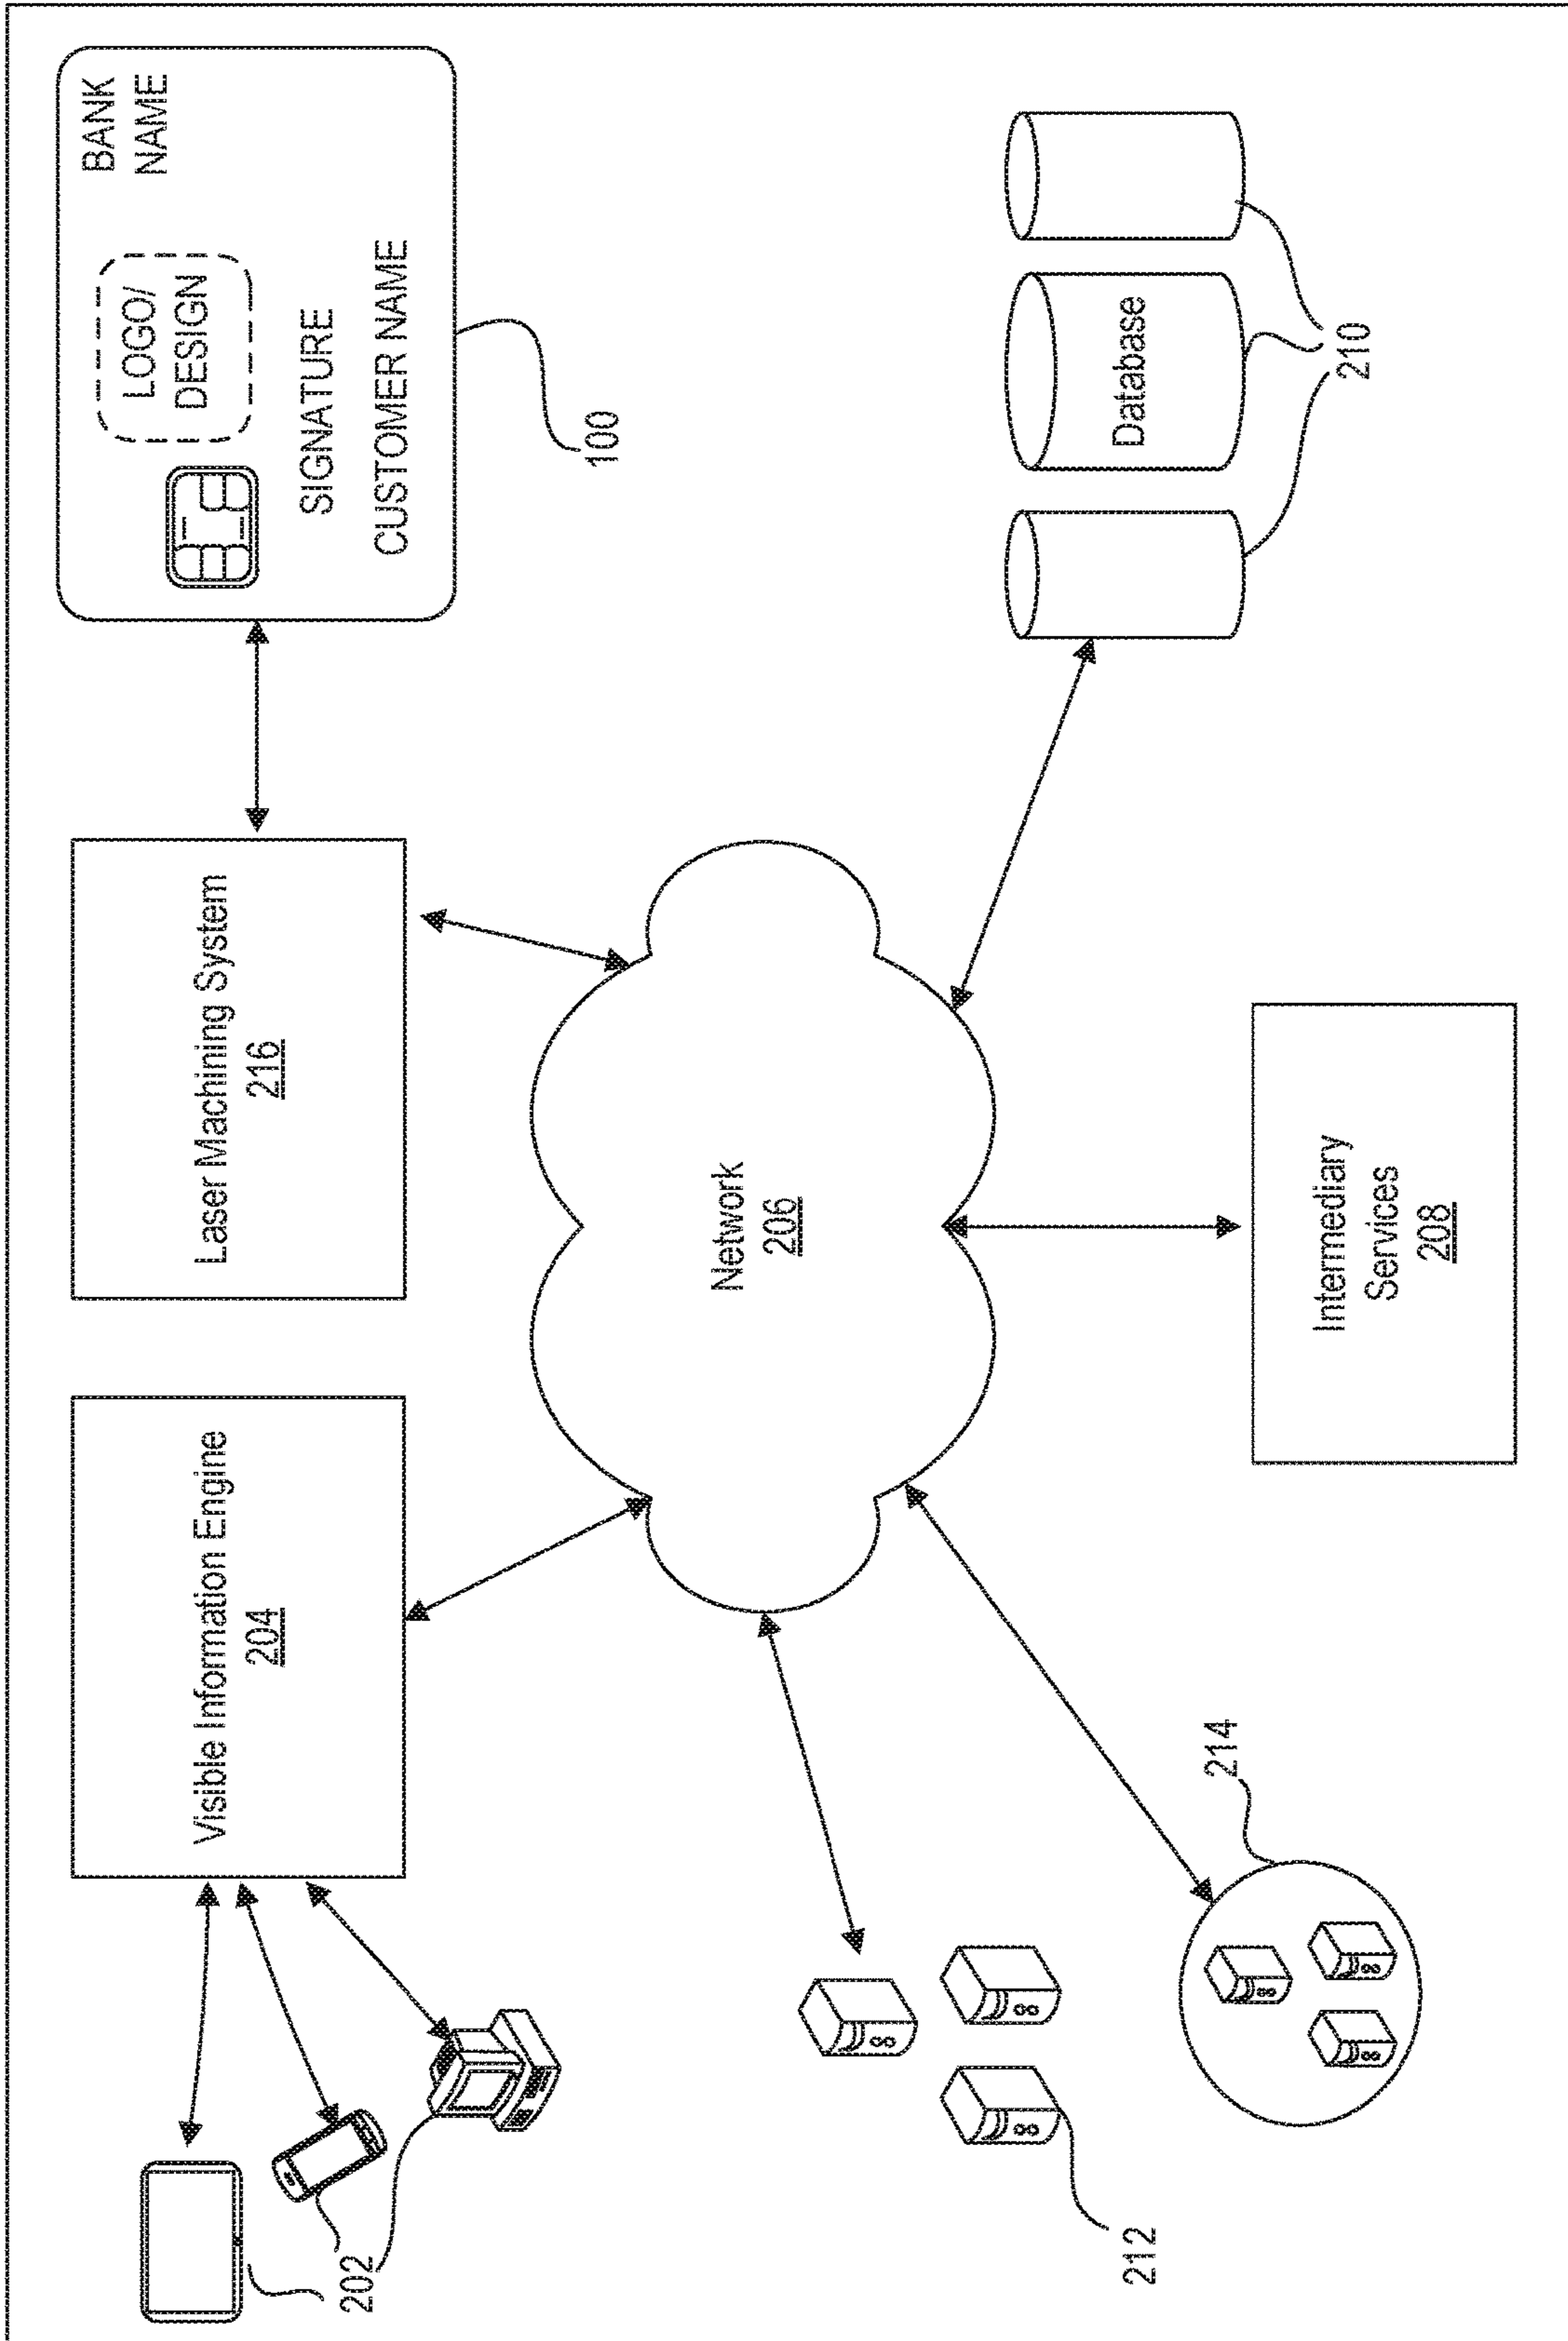 202
Visible Information Engine
204
Laser Machining System
216
LOGO/
DESIGN
BANK
NAME
SIGNATURE
CUSTOMER NAME
100
Network
206
212
214
Intermediary
Services
208
Database
210